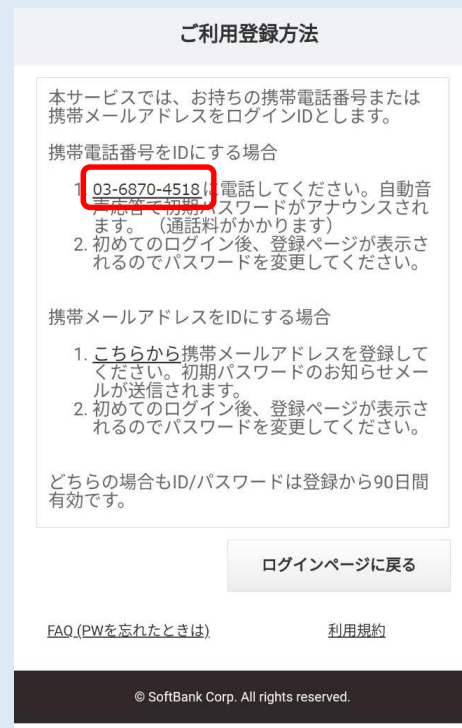 ご利用登録方法
本サービスでは、お持ちの携帯電話番号または
携帯メールアドレスをログインIDとします。
携帯電話番号をIDにする場合
1. 03-6870-4518に電話してください。自動音
声応答で初期パスワードがアナウンスされ
ます。（通話料がかかります）
2. 初めてのログイン後、登録ページが表示さ
れるのでパスワードを変更してください。
携帯メールアドレスをIDにする場合
1. こちらから携帯メールアドレスを登録して
ください。初期パスワードのお知らせメー
ルが送信されます。
2. 初めてのログイン後、登録ページが表示さ
れるのでパスワードを変更してください。
どちらの場合もID/パスワードは登録から90日間
有効です。
ログインページに戻る
FAQ (PWを忘れたときは) 利用規約
© SoftBank Corp. All rights reserved.